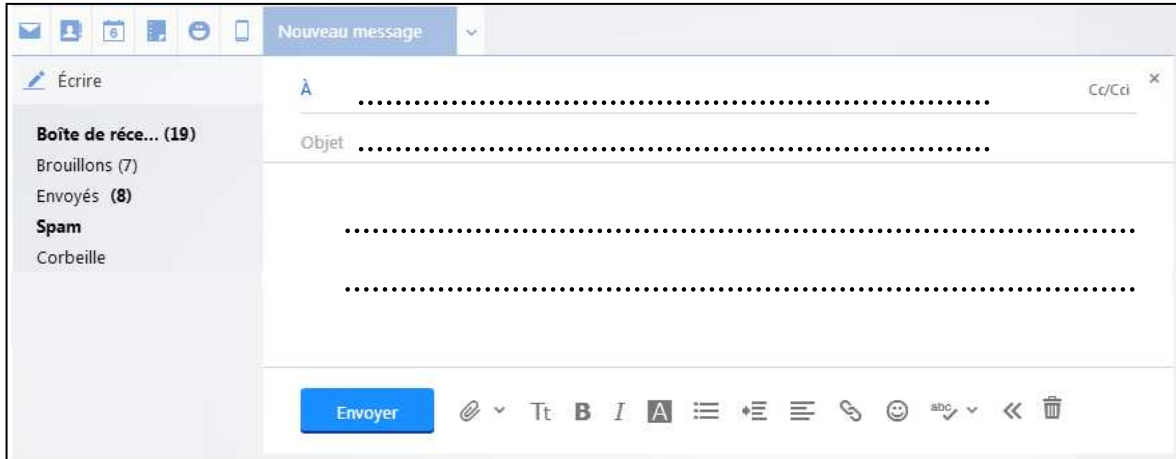 6 Nouveau message
Écrire
Boîte de réce... (19)
Brouillons (7)
Envoyés (8)
Spam
Corbeille
À ........................................................................ Cc/Cci ×
Objet ........................................................................
..........................................................................................
..........................................................................................
Envoyer Tt B I A abc